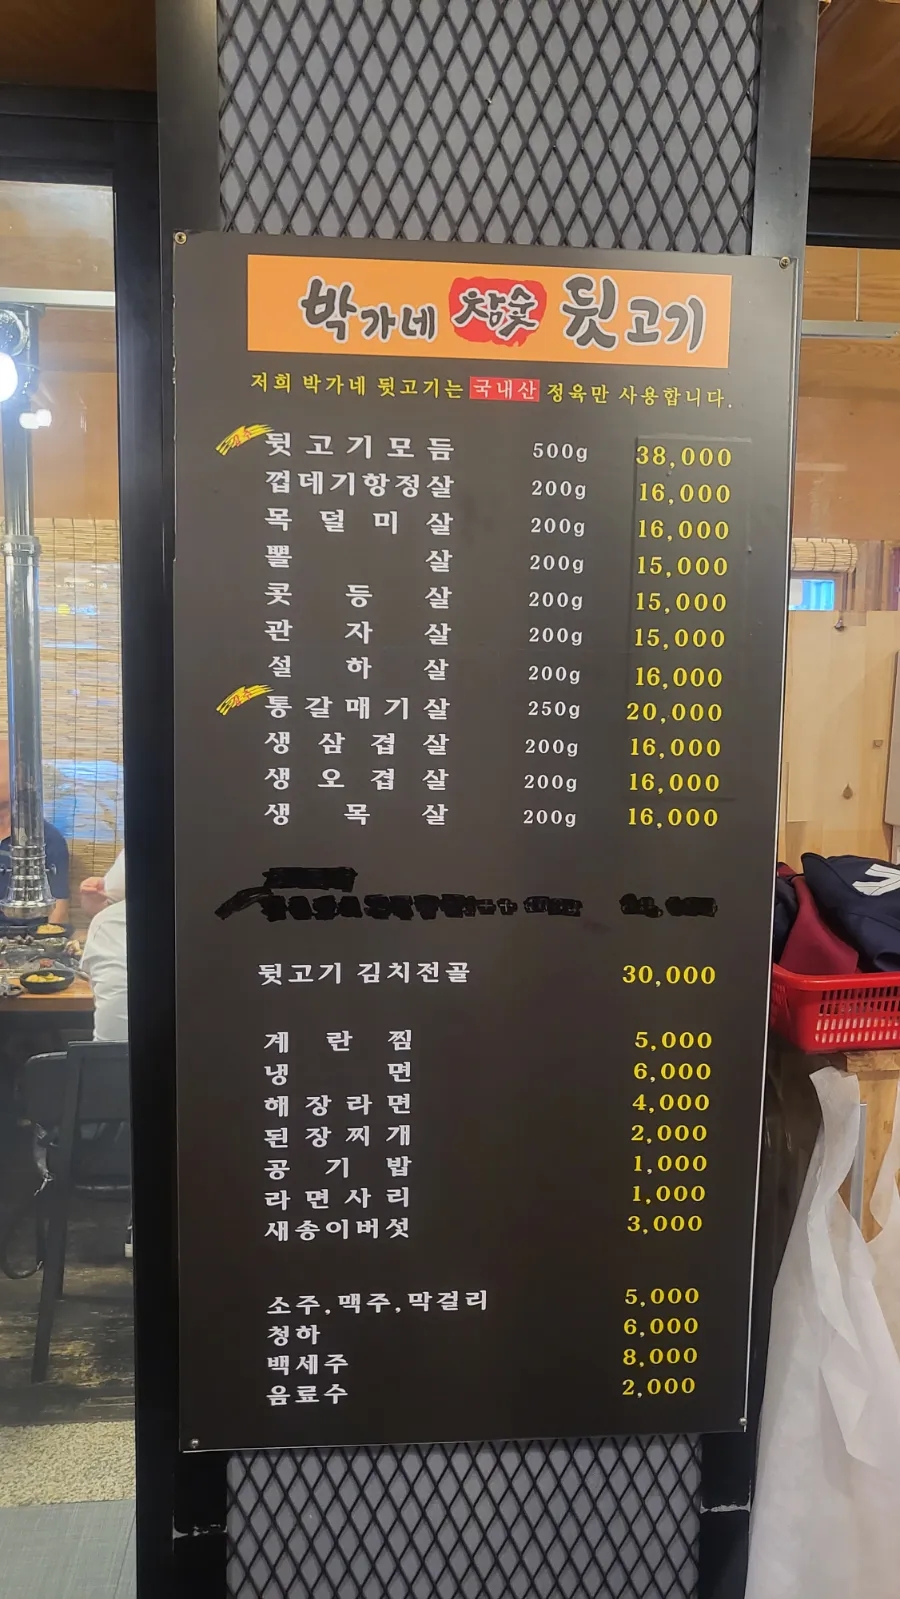 박가네 참숯 뒷고기
저희 박가네 뒷고기는 국내산 정육만 사용합니다.
뒷고기모듬 500g 38,000
껍데기항정살 200g 16,000
목덜미살 200g 16,000
뽈살 200g 15,000
콧등살 200g 15,000
관자살 200g 15,000
설하살 200g 16,000
통갈매기살 250g 20,000
생삼겹살 200g 16,000
생오겹살 200g 16,000
생목살 200g 16,000
뒷고기 김치전골 30,000
계란찜 5,000
냉면 6,000
해장라면 4,000
된장찌개 2,000
공기밥 1,000
라면사리 1,000
새송이버섯 3,000
소주,맥주,막걸리 5,000
청하 6,000
백세주 8,000
음료수 2,000